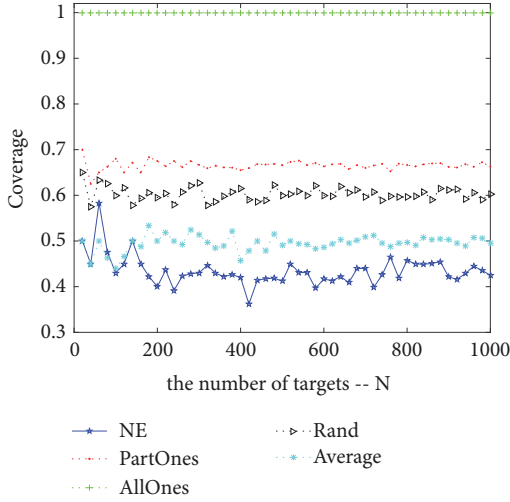 1
0.9
0.8
0.7
0.6
0.5
0.4
0.3
Coverage
0 200 400 600 800 1000
the number of targets -- N
NE
PartOnes
AllOnes
Rand
Average